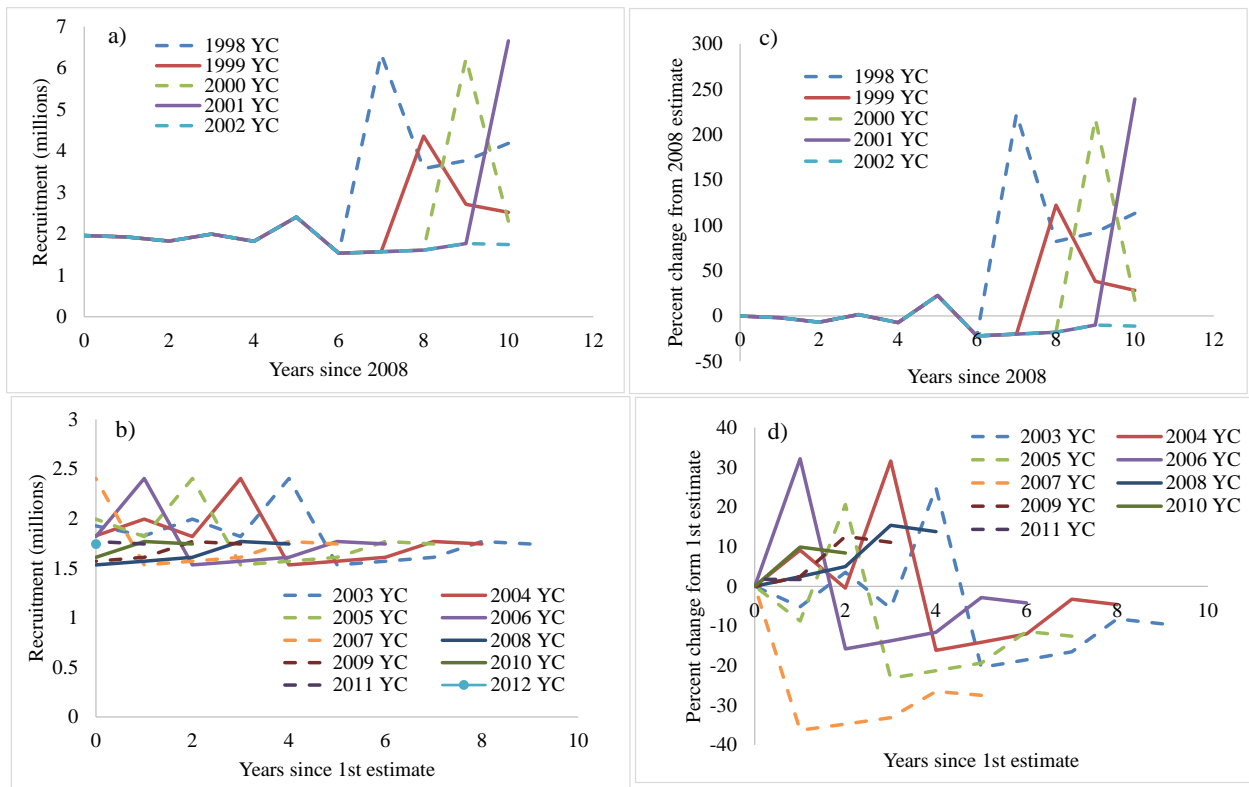 a)
Recruitment (millions)
7
6
5
4
3
2
1
0
1998 YC
1999 YC
2000 YC
2001 YC
2002 YC
0 2 4 6 8 10 12
Years since 2008
c)
Percent change from 2008 estimate
300
250
200
150
100
50
0
-50
1998 YC
1999 YC
2000 YC
2001 YC
2002 YC
0 2 4 6 8 10 12
Years since 2008
b)
Recruitment (millions)
3
2.5
2
1.5
1
0.5
0
2003 YC 2004 YC
2005 YC 2006 YC
2007 YC 2008 YC
2009 YC 2010 YC
2011 YC 2012 YC
0 2 4 6 8 10
Years since 1st estimate
d)
Percent change form 1st estimate
40
30
20
10
0
-10
-20
-30
-40
2003 YC 2004 YC
2005 YC 2006 YC
2007 YC 2008 YC
2009 YC 2010 YC
2011 YC
0 2 4 6 8 10
Years since 1st estimate